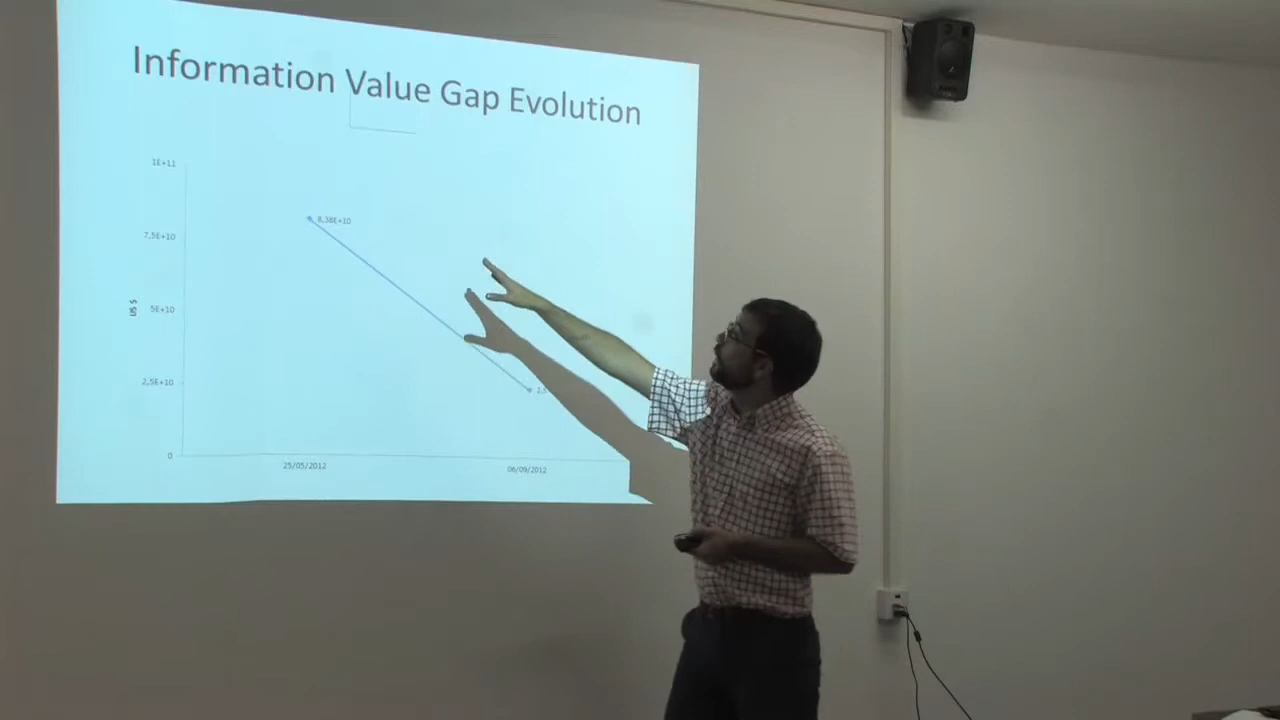 Information Value Gap Evolution
1E+11
8,38E+10
7,5E+10
US $
5E+10
2,5E+10
0
25/05/2012
06/09/2012